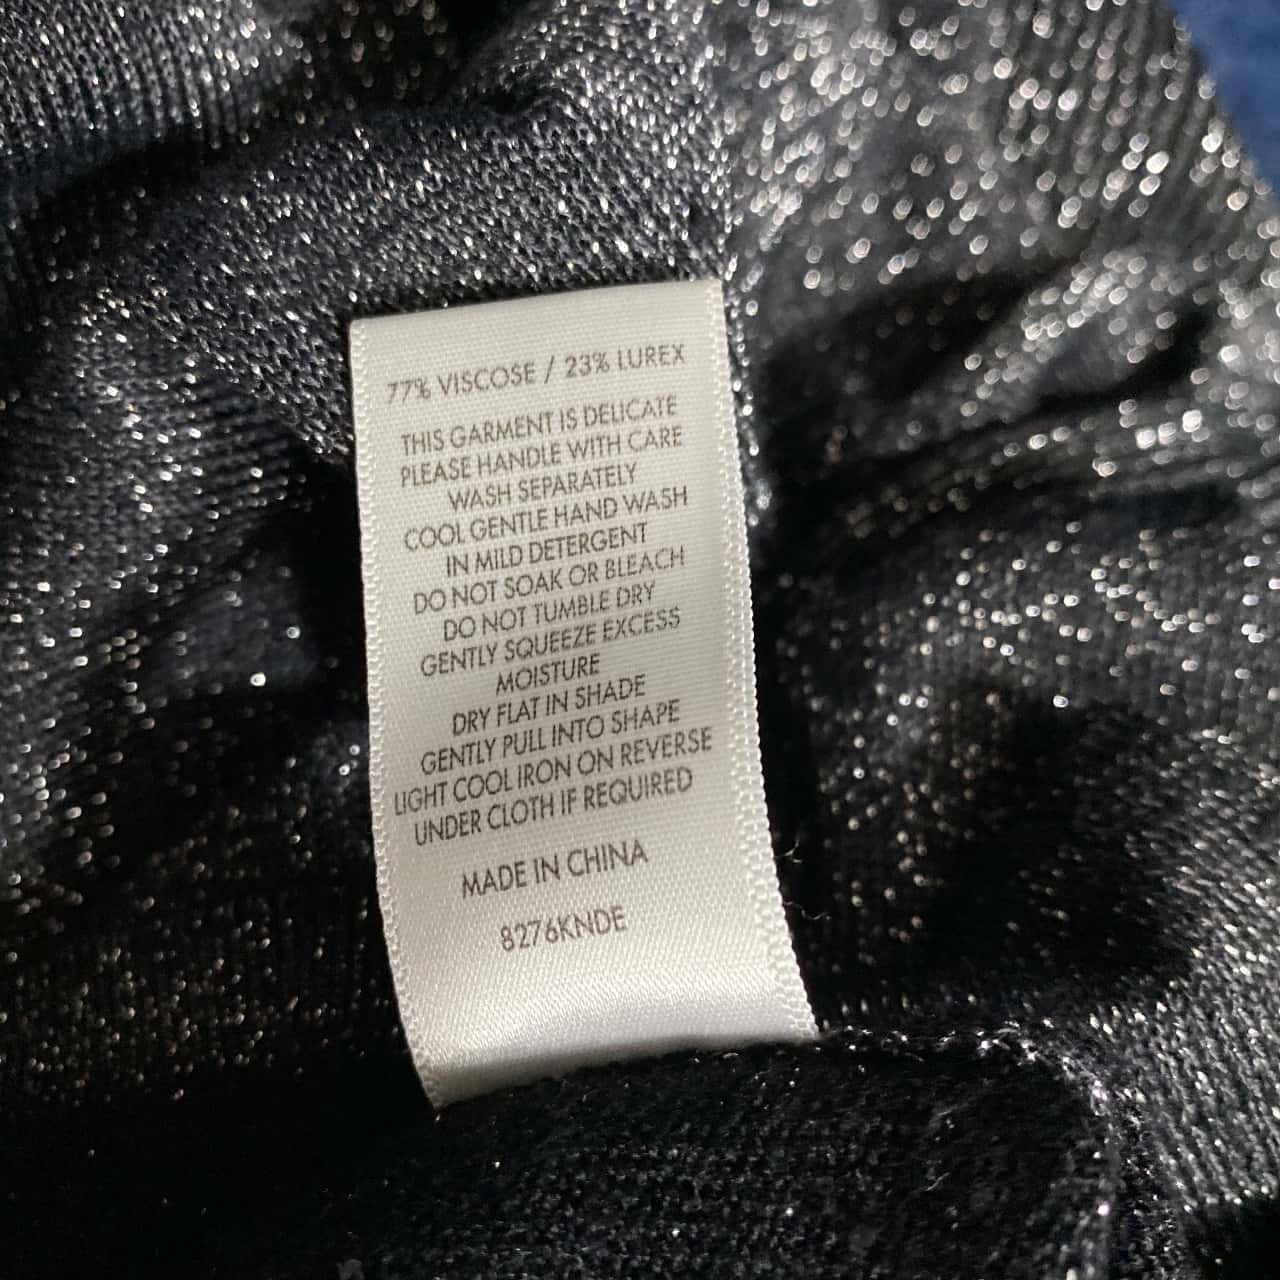 77% VISCOSE / 23% LUREX
THIS GARMENT IS DELICATE
PLEASE HANDLE WITH CARE
WASH SEPARATELY
COOL GENTLE HAND WASH
IN MILD DETERGENT
DO NOT SOAK OR BLEACH
DO NOT TUMBLE DRY
GENTLY SQUEEZE EXCESS
MOISTURE
DRY FLAT IN SHADE
GENTLY PULL INTO SHAPE
LIGHT COOL IRON ON REVERSE
UNDER CLOTH IF REQUIRED
MADE IN CHINA
8276KNDE